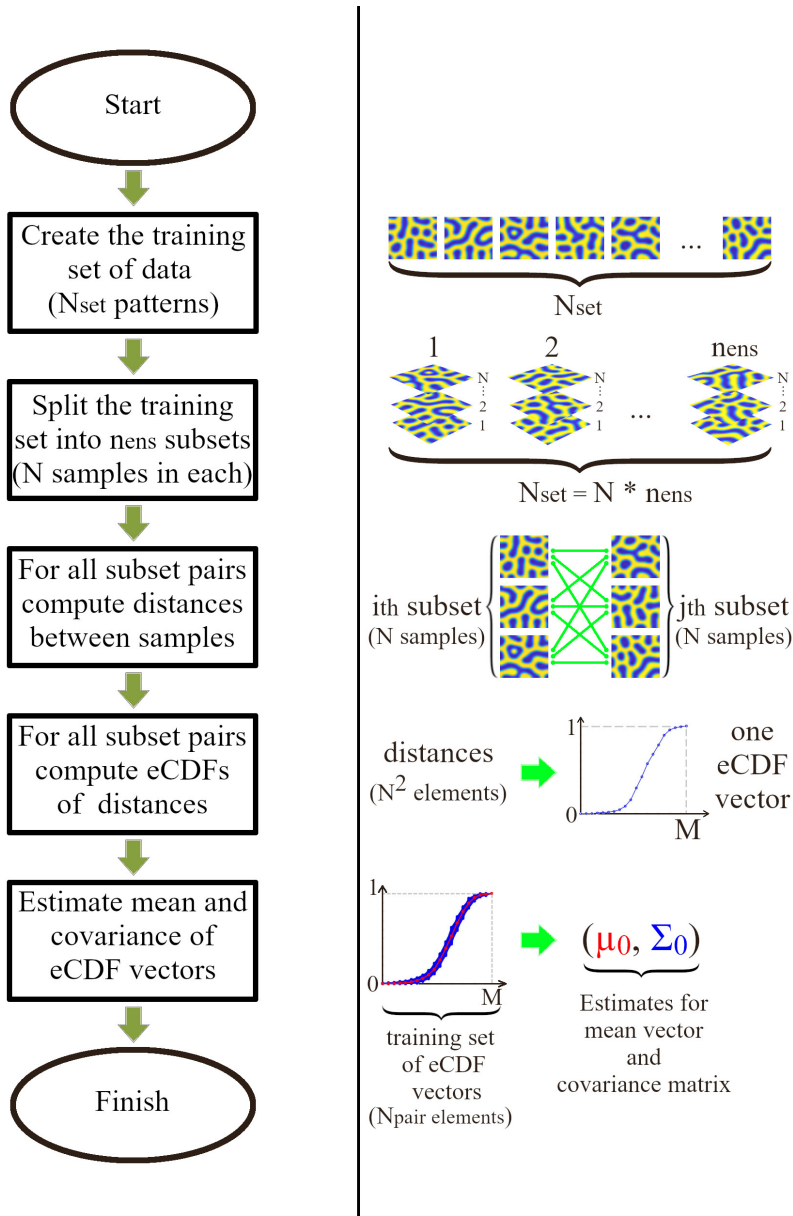 Start
Create the training
set of data
(Nset patterns)
Split the training
set into nens subsets
(N samples in each)
For all subset pairs
compute distances
between samples
For all subset pairs
compute eCDFs
of distances
Estimate mean and
covariance of
eCDF vectors
Finish
...
Nset
1 2 nens
N N N
2 2 ... 2
1 1 1
Nset = N * nens
ith subset
(N samples)
jth subset
(N samples)
distances
(N² elements)
1
0
M
one
eCDF
vector
1
0
M
training set
of eCDF
vectors
(Npair elements)
(μ0, Σ0)
Estimates for
mean vector
and
covariance matrix